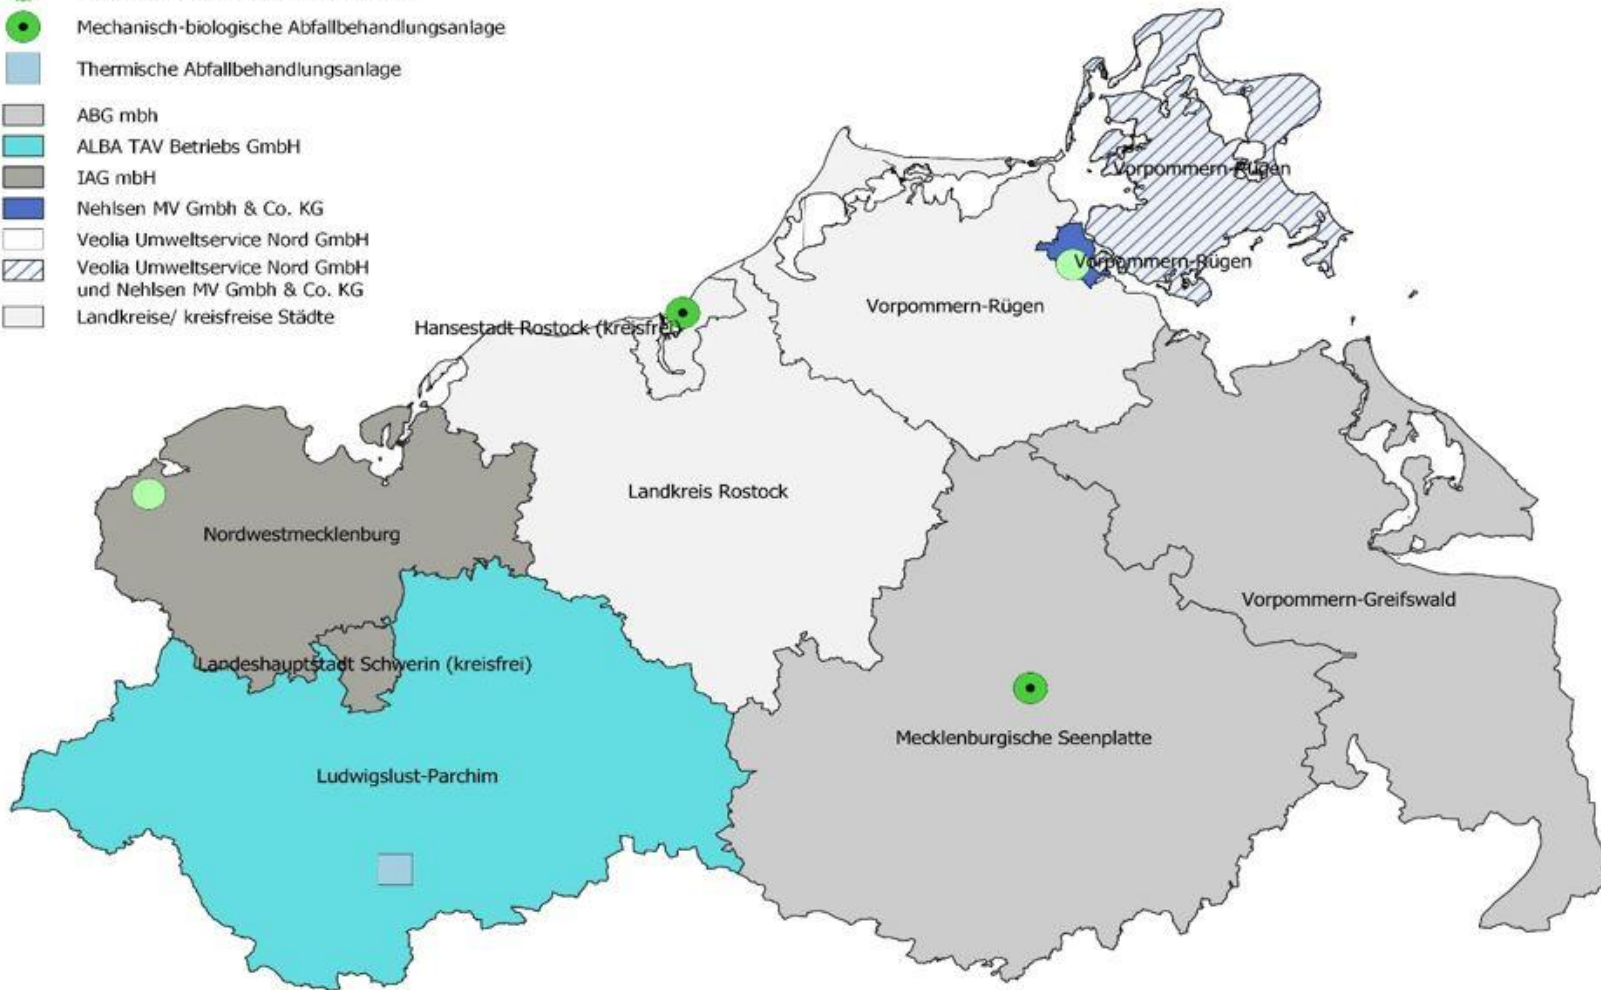 Mechanisch-biologische Abfallbehandlungsanlage
Thermische Abfallbehandlungsanlage
ABG mbh
ALBA TAV Betriebs GmbH
IAG mbH
Nehlsen MV Gmbh & Co. KG
Veolia Umweltservice Nord GmbH
Veolia Umweltservice Nord GmbH
und Nehlsen MV Gmbh & Co. KG
Landkreise/ kreisfreise Städte
Vorpommern-Rügen
Vorpommern-Rügen
Vorpommern-Rügen
Hansestadt Rostock (kreisfrei)
Landkreis Rostock
Nordwestmecklenburg
Vorpommern-Greifswald
Landeshauptstadt Schwerin (kreisfrei)
Mecklenburgische Seenplatte
Ludwigslust-Parchim